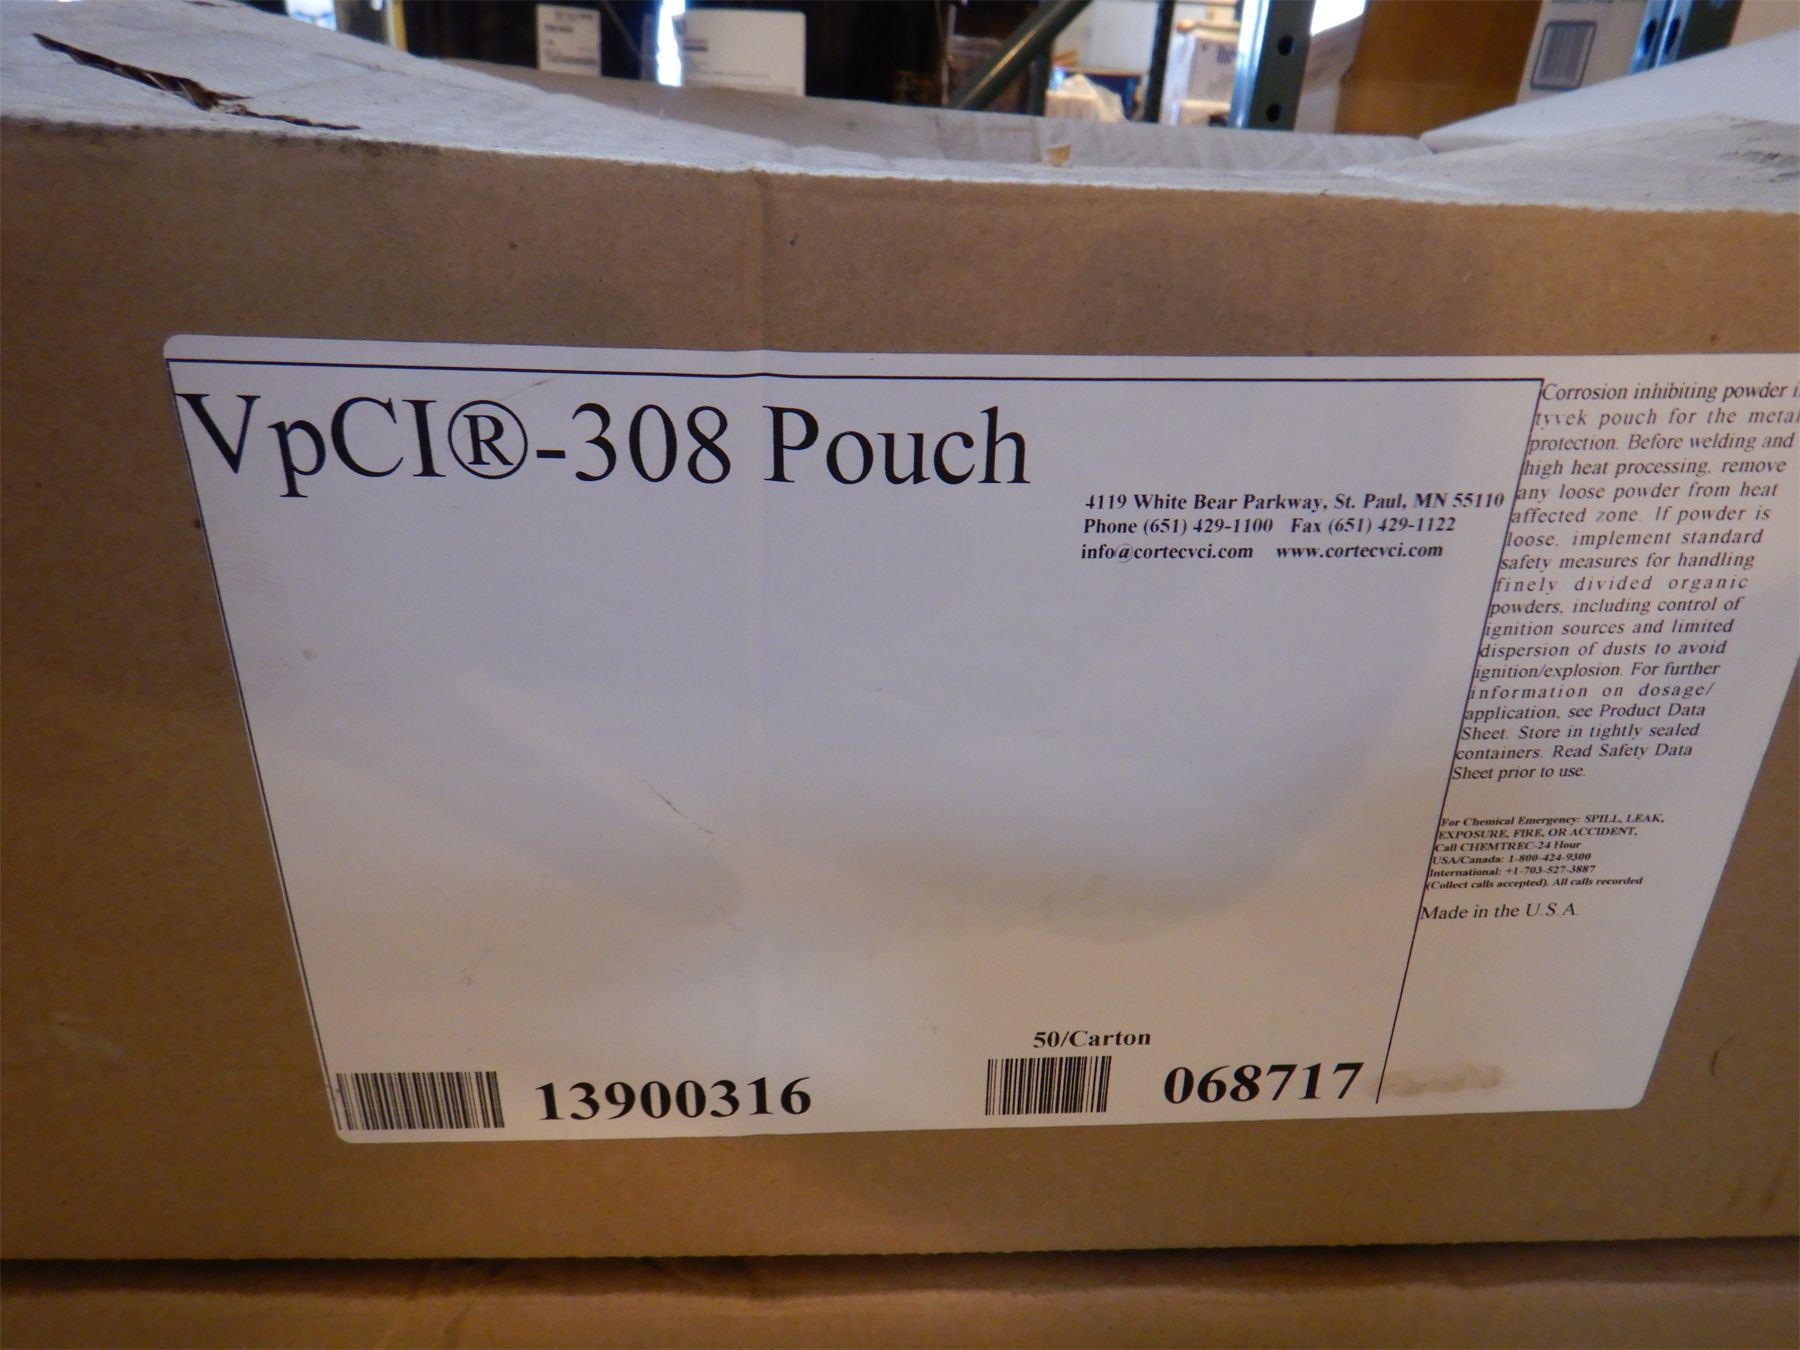 VpCI®-308 Pouch
4119 White Bear Parkway, St. Paul, MN 55110
Phone (651) 429-1100 Fax (651) 429-1122
info@cortecvci.com www.cortecvci.com
Corrosion inhibiting powder
tyvek pouch for the metal
protection. Before welding and
high heat processing, remove
any loose powder from heat
affected zone. If powder is
loose, implement standard
safety measures for handling
finely divided organic
powders, including control of
ignition sources and limited
dispersion of dusts to avoid
ignition/explosion. For further
information on dosage/
application, see Product Data
Sheet. Store in tightly sealed
containers. Read Safety Data
Sheet prior to use.
For Chemical Emergency: SPILL, LEAK,
EXPOSURE, FIRE, OR ACCIDENT,
Call CHEMTREC-24 Hour
USA/Canada: 1-800-424-9300
International: +1-703-527-3887
(Collect calls accepted). All calls recorded
Made in the U.S.A.
50/Carton
13900316
068717